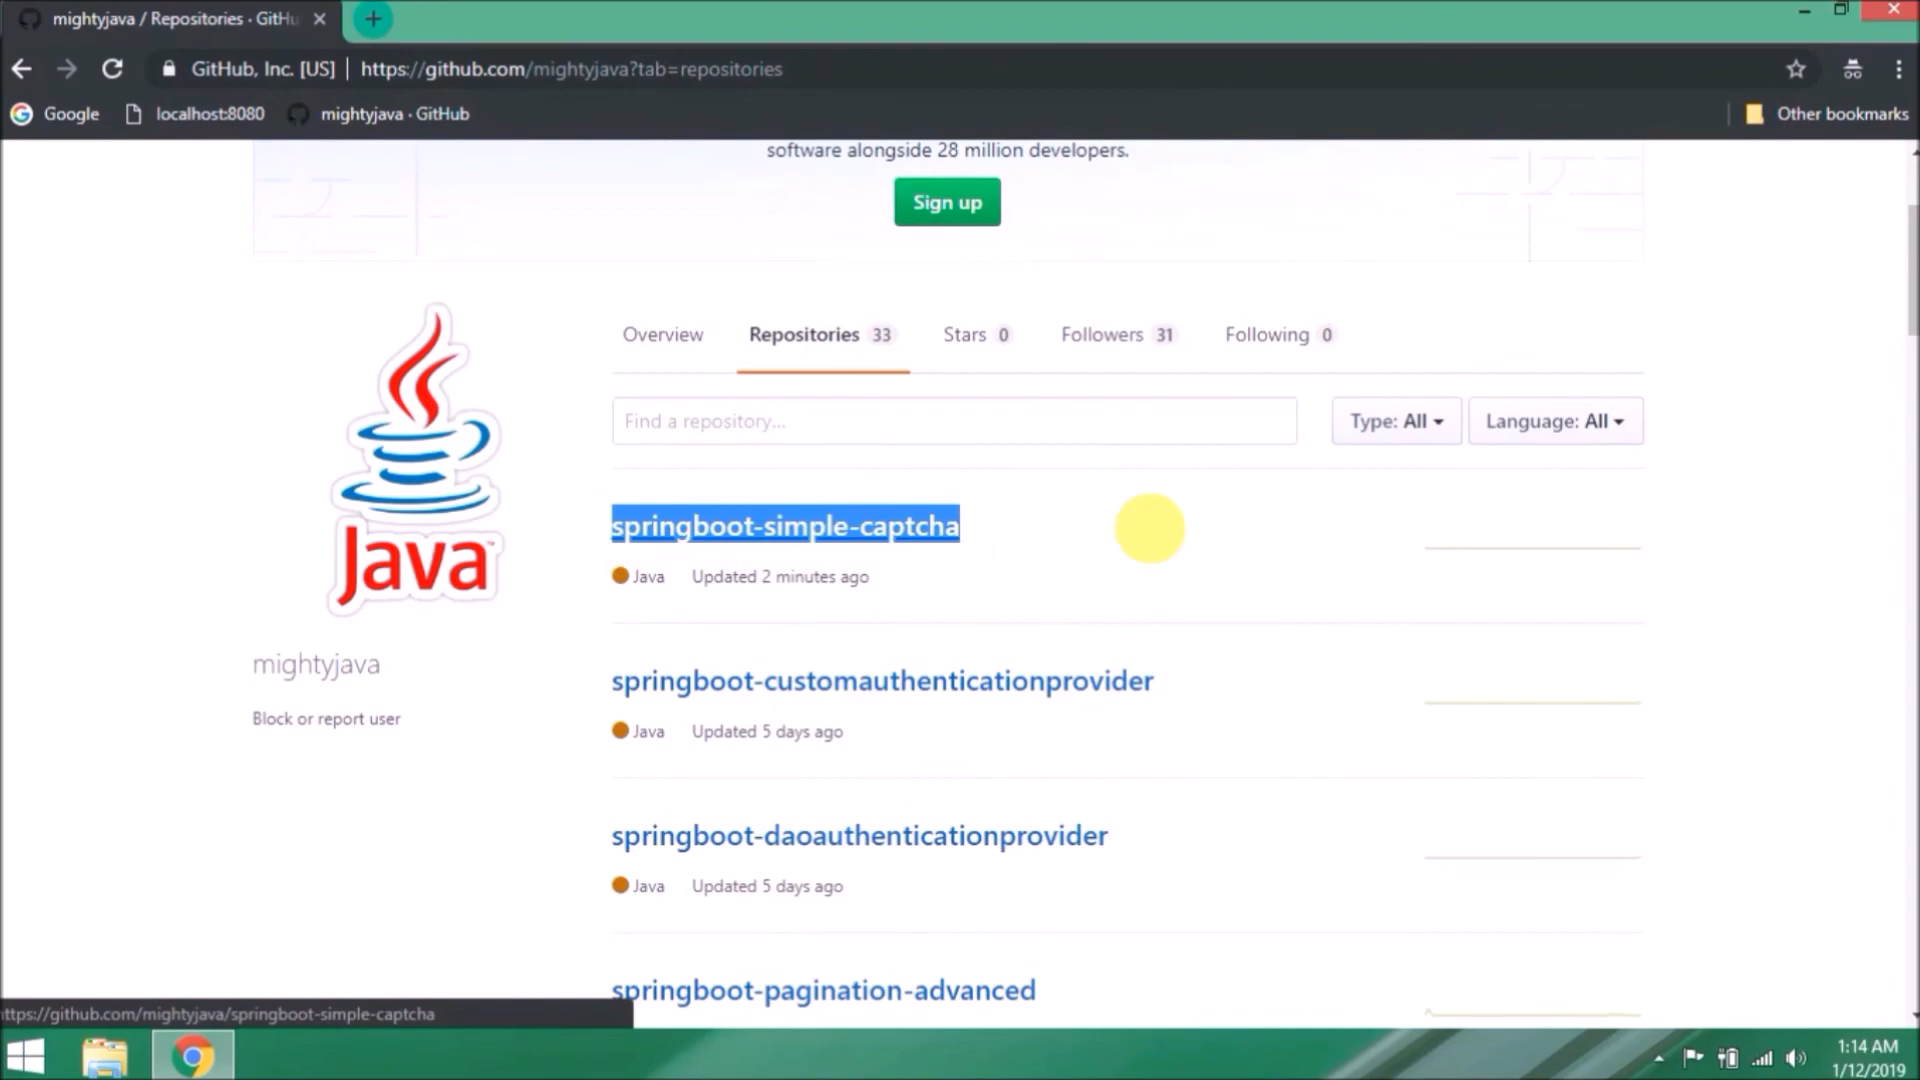 mightyjava / Repositories · GitHu
GitHub, Inc. [US] | https://github.com/mightyjava?tab=repositories
Google localhost:8080 mightyjava · GitHub Other bookmarks
software alongside 28 million developers.
Sign up
Overview Repositories 33 Stars 0 Followers 31 Following 0
Find a repository... Type: All Language: All
springboot-simple-captcha
Java Updated 2 minutes ago
Java™
mightyjava
Block or report user
springboot-customauthenticationprovider
Java Updated 5 days ago
springboot-daoauthenticationprovider
Java Updated 5 days ago
springboot-pagination-advanced
ttps://github.com/mightyjava/springboot-simple-captcha
1:14 AM
1/12/2019